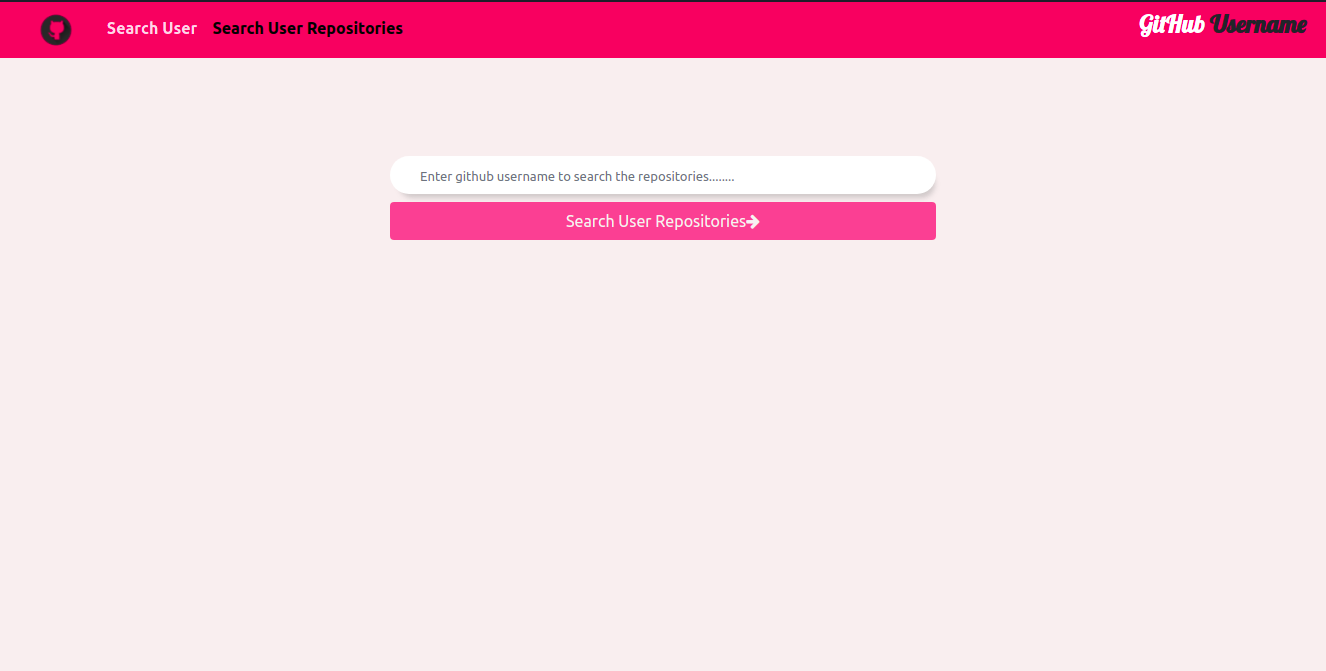 Search User Search User Repositories GitHub Username
Enter github username to search the repositories........
Search User Repositories